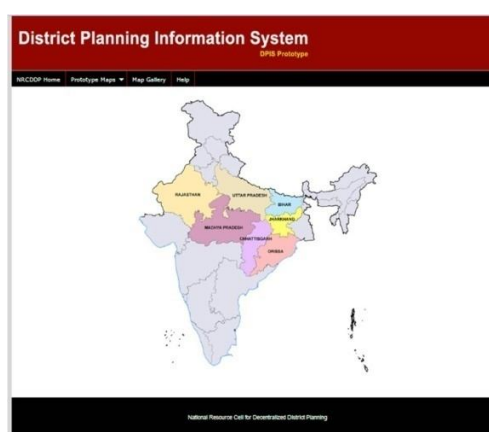 District Planning Information System
DPIS Prototype
NRCDDP Home Prototype Maps Map Gallery Help
RAJASTHAN
UTTAR PRADESH
BIHAR
JHARKHAND
MADHYA PRADESH
CHHATTISGARH
ORISSA
National Resource Cell for Decentralized District Planning